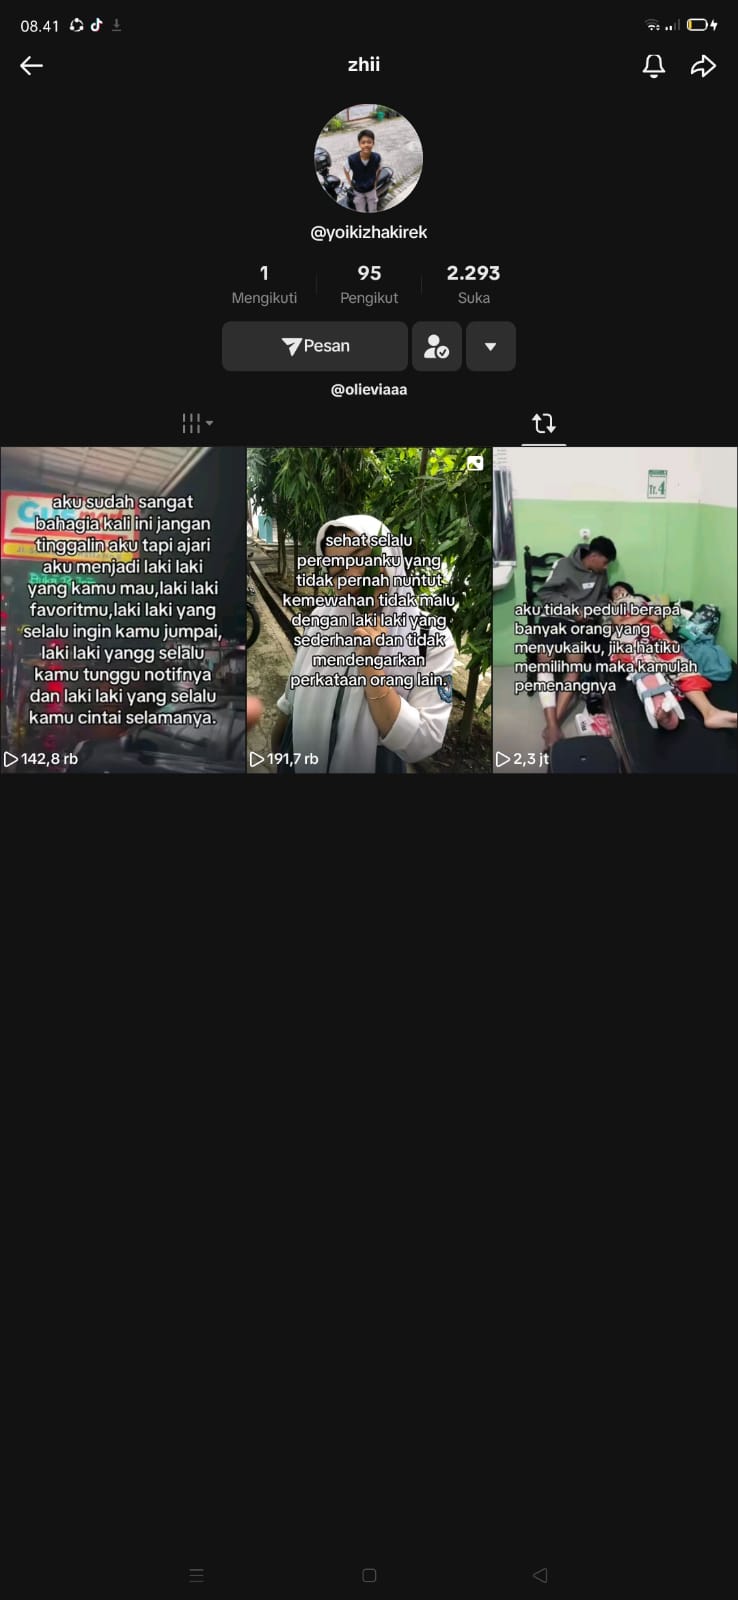 08.41
zhii
@yoikizhakirek
1
95
2.293
Mengikuti
Pengikut
Suka
Pesan
@olieviaaa
aku sudah sangat
bahagia kali ini jangan
tinggalin aku tapi ajari
aku menjadi laki laki
yang kamu mau,laki laki
favoritmu,laki laki yang
selalu ingin kamu jumpai,
laki laki yangg selalu
kamu tunggu notifnya
dan laki laki yang selalu
kamu cintai selamanya.
142,8 rb
sehat selalu
perempuanku yang
tidak pernah nuntut
kemewahan tidak malu
dengan laki laki yang
sederhana dan tidak
mendengarkan
perkataan orang lain.
191,7 rb
Tr.4
aku tidak peduli berapa
banyak orang yang
menyukaiku, jika hatiku
memilihmu maka kamulah
pemenangnya
2,3 jt